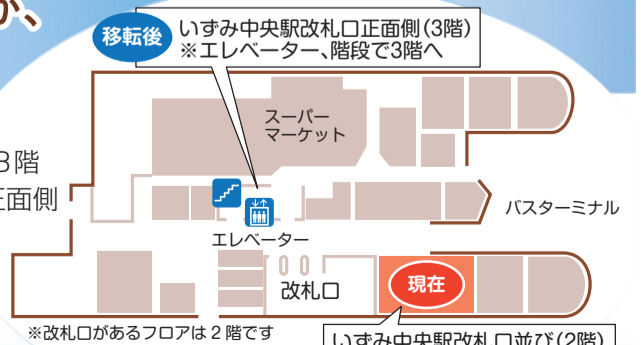 が、
移転後
いずみ中央駅改札口正面側(3階)
※エレベーター、階段で3階へ
スーパー
マーケット
3階
正面側
バスターミナル
エレベーター
改札口
現在
※改札口があるフロアは2階です
いずみ中央駅改札口並び(2階)